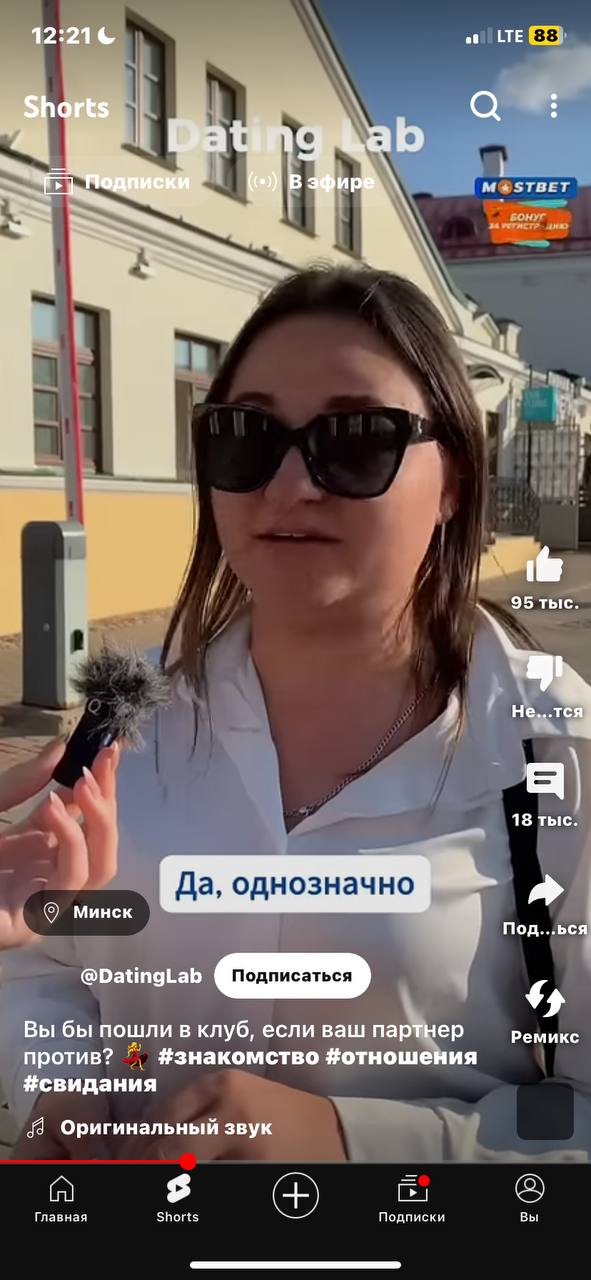 12:21
LTE 88
Shorts
Dating Lab
Подписки
В эфире
MOSTBET
БОНУС
ЗА РЕГИСТРАЦИЮ
95 тыс.
Не...тся
18 тыс.
Под...ься
Ремикс
Да, однозначно
Минск
@DatingLab
Подписаться
Вы бы пошли в клуб, если ваш партнер
против? 💃 #знакомство #отношения
#свидания
Оригинальный звук
Главная
Shorts
Подписки
Вы